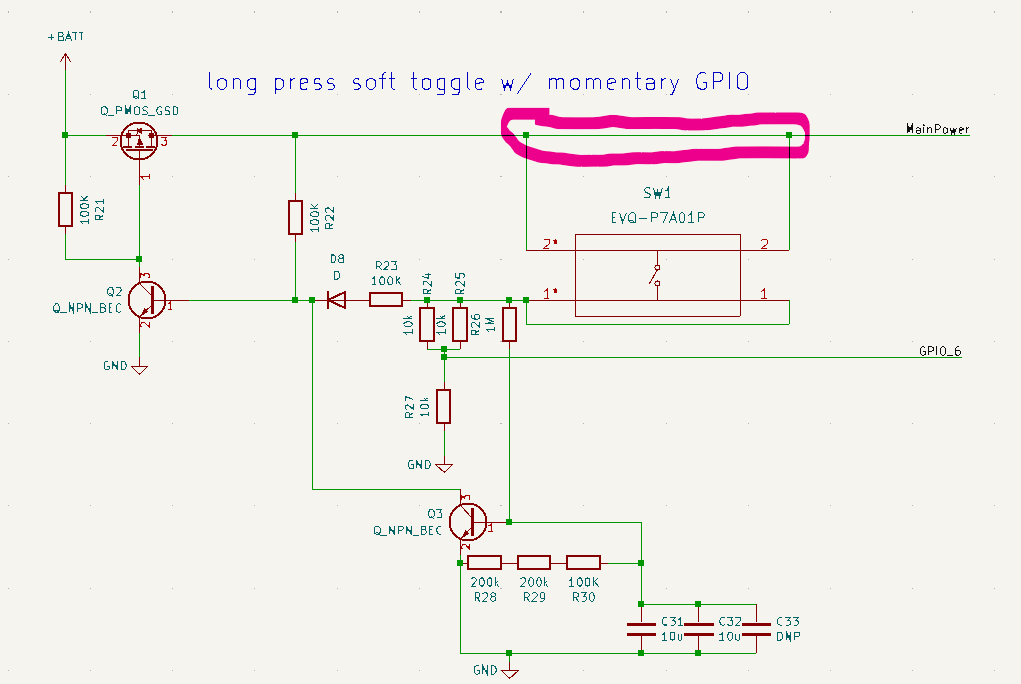 +BATT
long press soft toggle w/ momentary GPIO
Q1
Q_PMOS_GSD
2
3
1
MainPower
100K
R21
100K
R22
SW1
EVQ-P7A01P
2*
2
1*
1
D8
D
R23
100k
R24
R25
10k
10k
R26
1M
Q2
Q_NPN_BEC
3
1
2
GND
GPIO_6
R27
10k
GND
Q3
Q_NPN_BEC
3
1
2
200k
R28
200k
R29
100K
R30
C31
10u
C32
10u
C33
DNP
GND